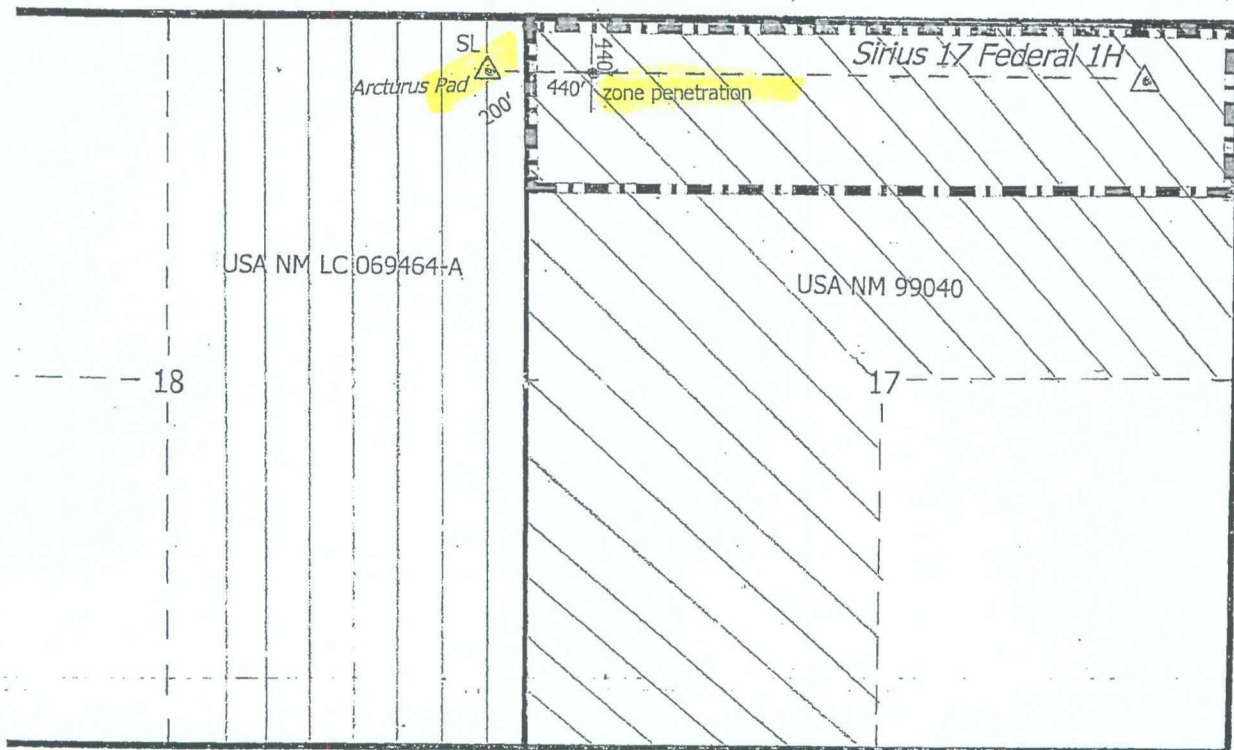 SL
Sirius 17 Federal 1H
Arcturus Pad
440'
440'
zone penetration
200'
USA NM LC 069464-A
USA NM 99040
18
17